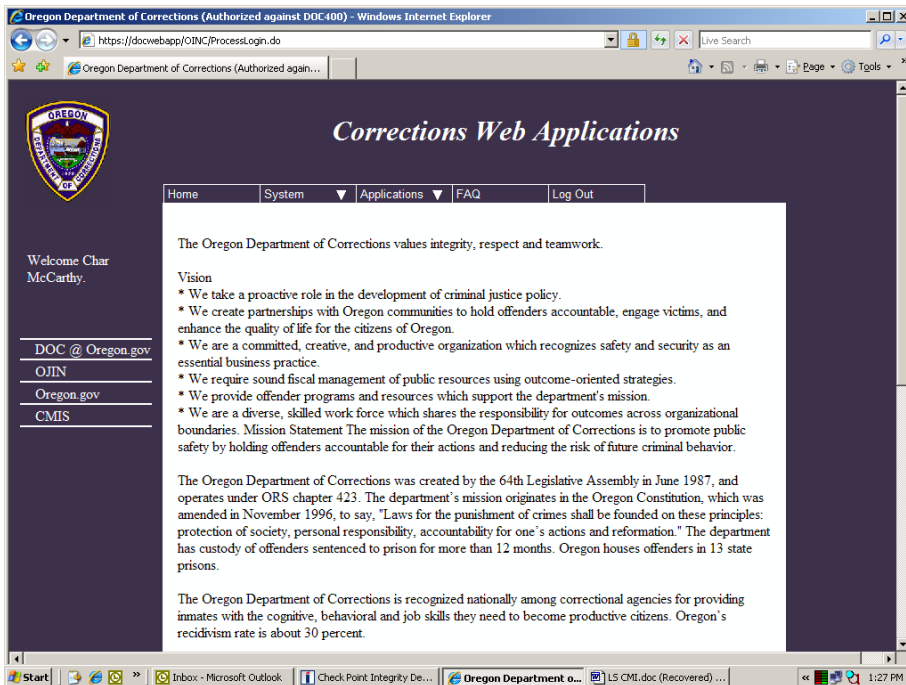 Oregon Department of Corrections (Authorized against DOC400) - Windows Internet Explorer
https://docwebapp/OINC/ProcessLogin.do
Live Search
Oregon Department of Corrections (Authorized again...
Page
Tools
OREGON
DEPARTMENT
OF
CORRECTIONS
Corrections Web Applications
Home
System
Applications
FAQ
Log Out
Welcome Char
McCarthy.
DOC @ Oregon.gov
OJIN
Oregon.gov
CMIS
The Oregon Department of Corrections values integrity, respect and teamwork.
Vision
* We take a proactive role in the development of criminal justice policy.
* We create partnerships with Oregon communities to hold offenders accountable, engage victims, and
enhance the quality of life for the citizens of Oregon.
* We are a committed, creative, and productive organization which recognizes safety and security as an
essential business practice.
* We require sound fiscal management of public resources using outcome-oriented strategies.
* We provide offender programs and resources which support the department's mission.
* We are a diverse, skilled work force which shares the responsibility for outcomes across organizational
boundaries. Mission Statement The mission of the Oregon Department of Corrections is to promote public
safety by holding offenders accountable for their actions and reducing the risk of future criminal behavior.
The Oregon Department of Corrections was created by the 64th Legislative Assembly in June 1987, and
operates under ORS chapter 423. The department's mission originates in the Oregon Constitution, which was
amended in November 1996, to say, "Laws for the punishment of crimes shall be founded on these principles:
protection of society, personal responsibility, accountability for one's actions and reformation." The department
has custody of offenders sentenced to prison for more than 12 months. Oregon houses offenders in 13 state
prisons.
The Oregon Department of Corrections is recognized nationally among correctional agencies for providing
inmates with the cognitive, behavioral and job skills they need to become productive citizens. Oregon's
recidivism rate is about 30 percent.
Start
Inbox - Microsoft Outlook
Check Point Integrity De...
Oregon Department o...
LS CMI.doc (Recovered) ...
1:27 PM